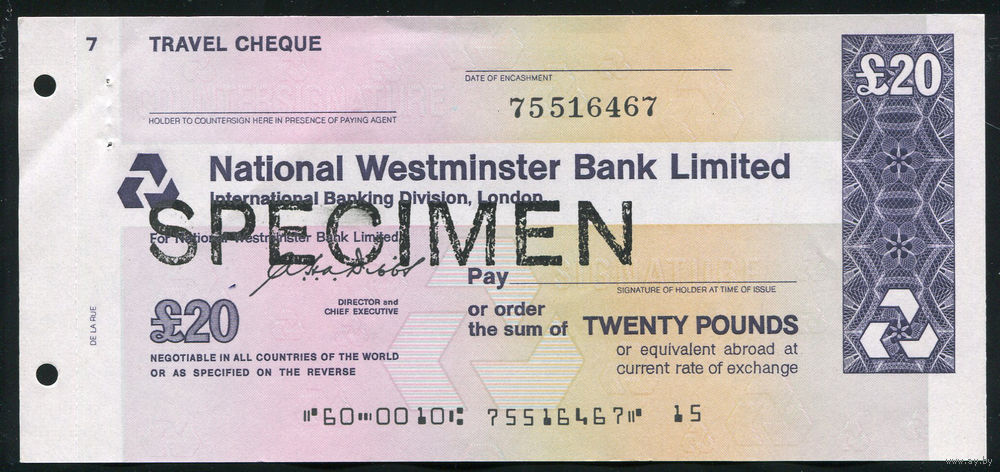 7
TRAVEL CHEQUE
DATE OF ENCASHMENT
75516467
HOLDER TO COUNTERSIGN HERE IN PRESENCE OF PAYING AGENT
£20
National Westminster Bank Limited
International Banking Division, London
SPECIMEN
For National Westminster Bank Limited
Pay
SIGNATURE OF HOLDER AT TIME OF ISSUE
DIRECTOR and
CHIEF EXECUTIVE
£20
or order
the sum of TWENTY POUNDS
or equivalent abroad at
current rate of exchange
NEGOTIABLE IN ALL COUNTRIES OF THE WORLD
OR AS SPECIFIED ON THE REVERSE
DE LA RUE
⑈60⑉0010⑆ 75516467⑈ 15
www.ay.by